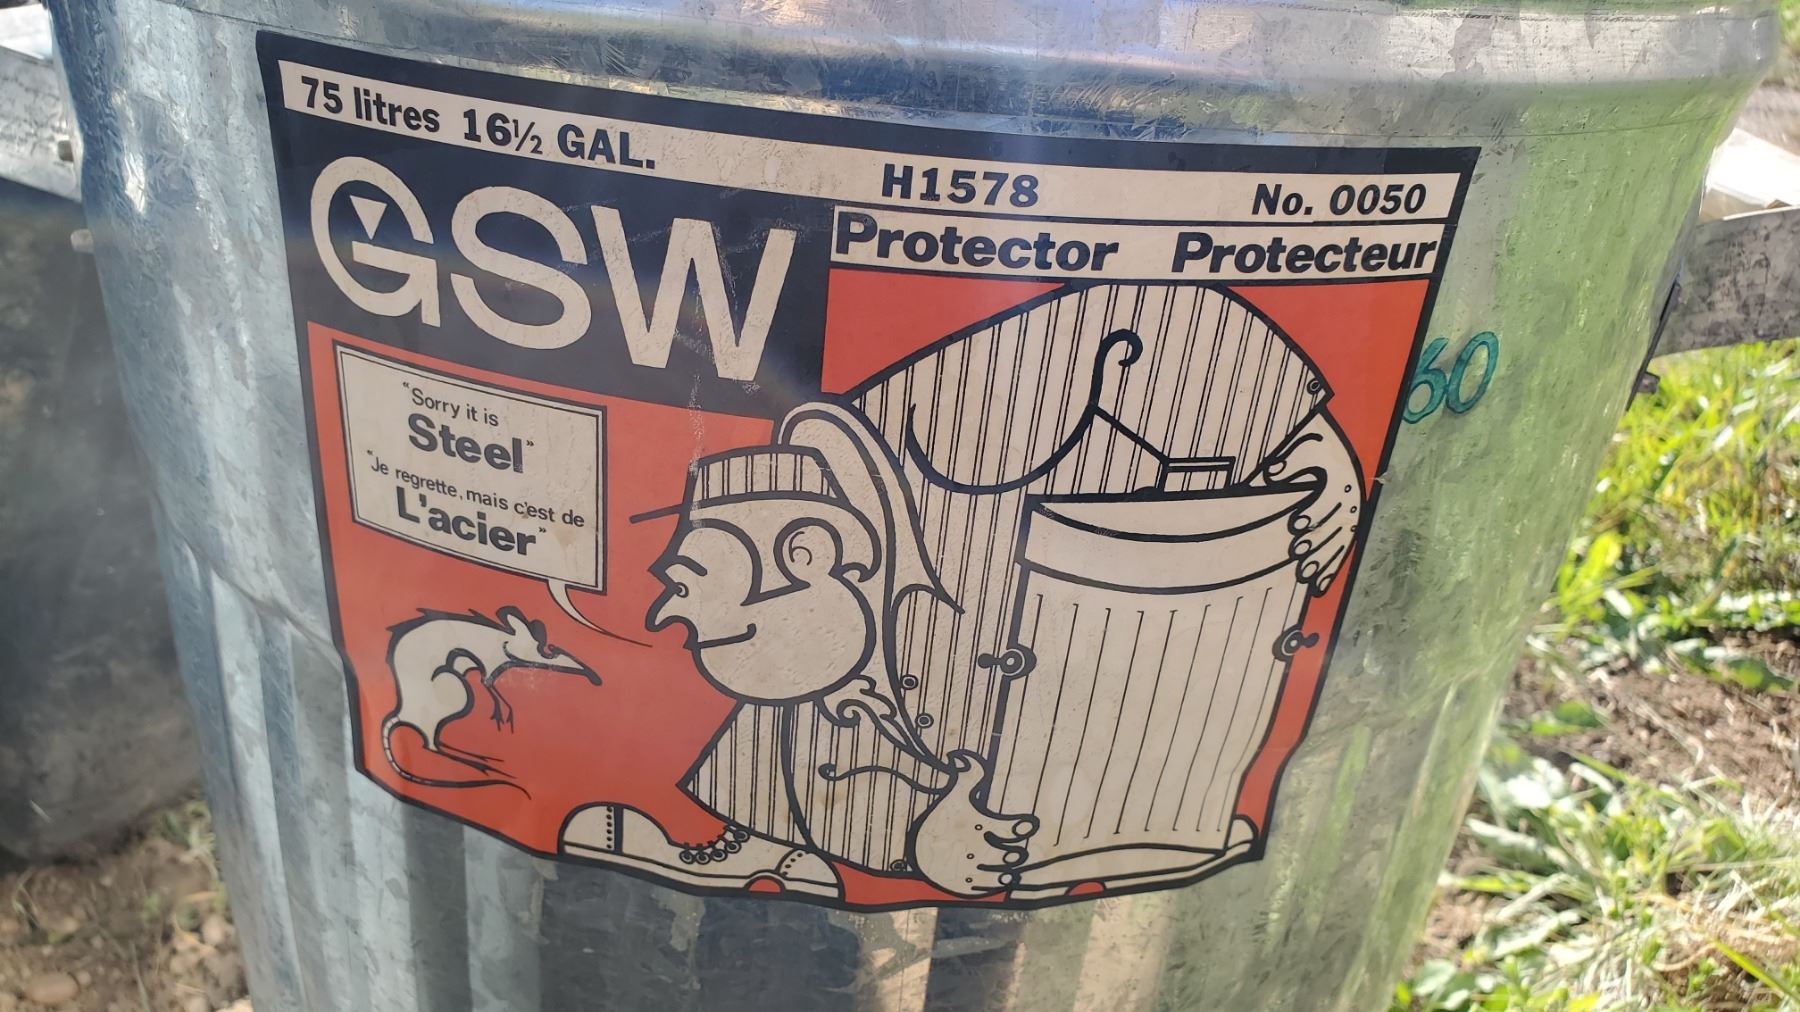 75 litres 16½ GAL.
H1578
No. 0050
GSW
Protector Protecteur
60
"Sorry it is
Steel"
"Je regrette, mais c'est de
L'acier"